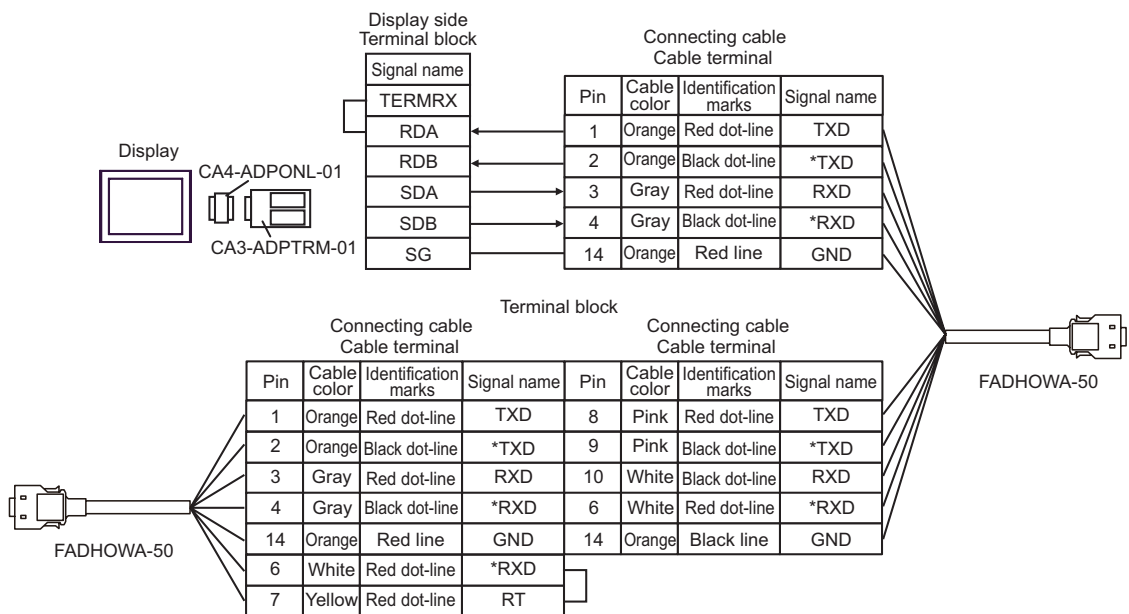 Display side
Terminal block
Signal name
TERMRX
RDA
RDB
SDA
SDB
SG
Display
CA4-ADPONL-01
CA3-ADPTRM-01
Connecting cable
Cable terminal
Pin Cable color Identification marks Signal name
1 Orange Red dot-line TXD
2 Orange Black dot-line *TXD
3 Gray Red dot-line RXD
4 Gray Black dot-line *RXD
14 Orange Red line GND
FADHOWA-50
Terminal block
Connecting cable
Cable terminal
Connecting cable
Cable terminal
Pin Cable color Identification marks Signal name Pin Cable color Identification marks Signal name
1 Orange Red dot-line TXD 8 Pink Red dot-line TXD
2 Orange Black dot-line *TXD 9 Pink Black dot-line *TXD
3 Gray Red dot-line RXD 10 White Black dot-line RXD
4 Gray Black dot-line *RXD 6 White Red dot-line *RXD
14 Orange Red line GND 14 Orange Black line GND
6 White Red dot-line *RXD
7 Yellow Red dot-line RT
FADHOWA-50